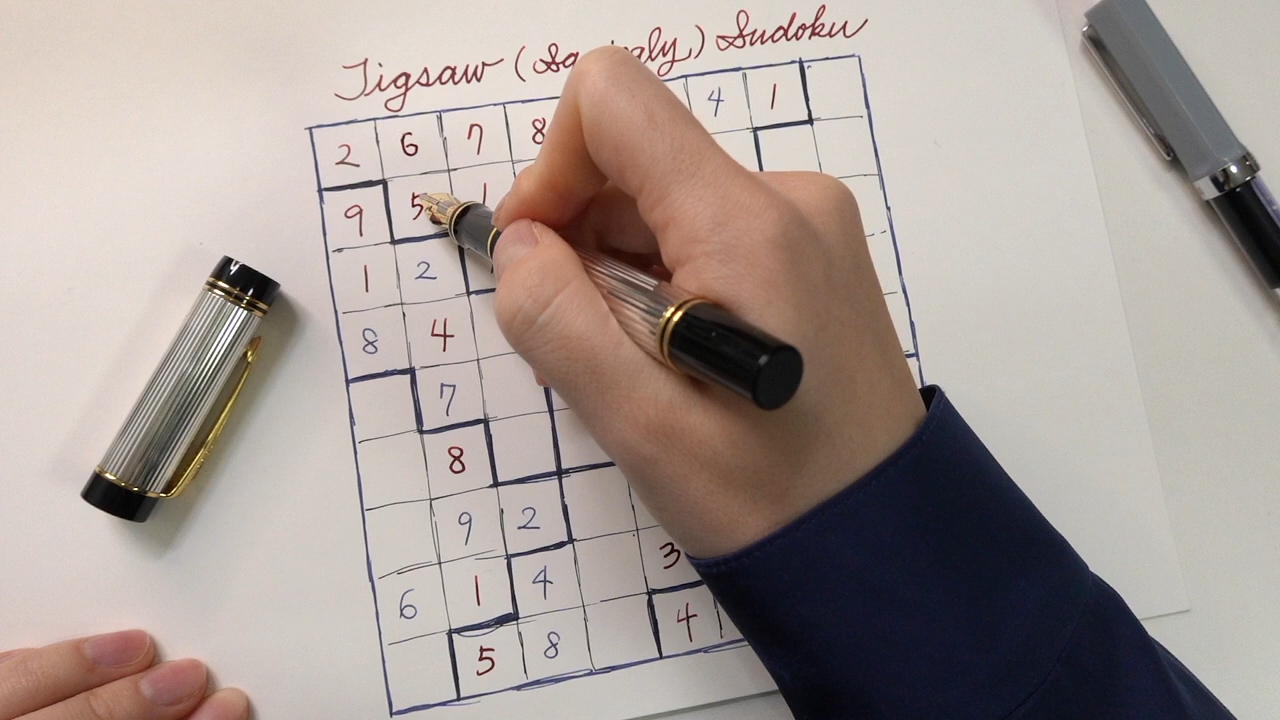 Jigsaw ( ) Sudoku
2 6 7 8 4 1
9 5 1
1 2
8 4
7
8
9 2
6 1 4 3
5 8 4